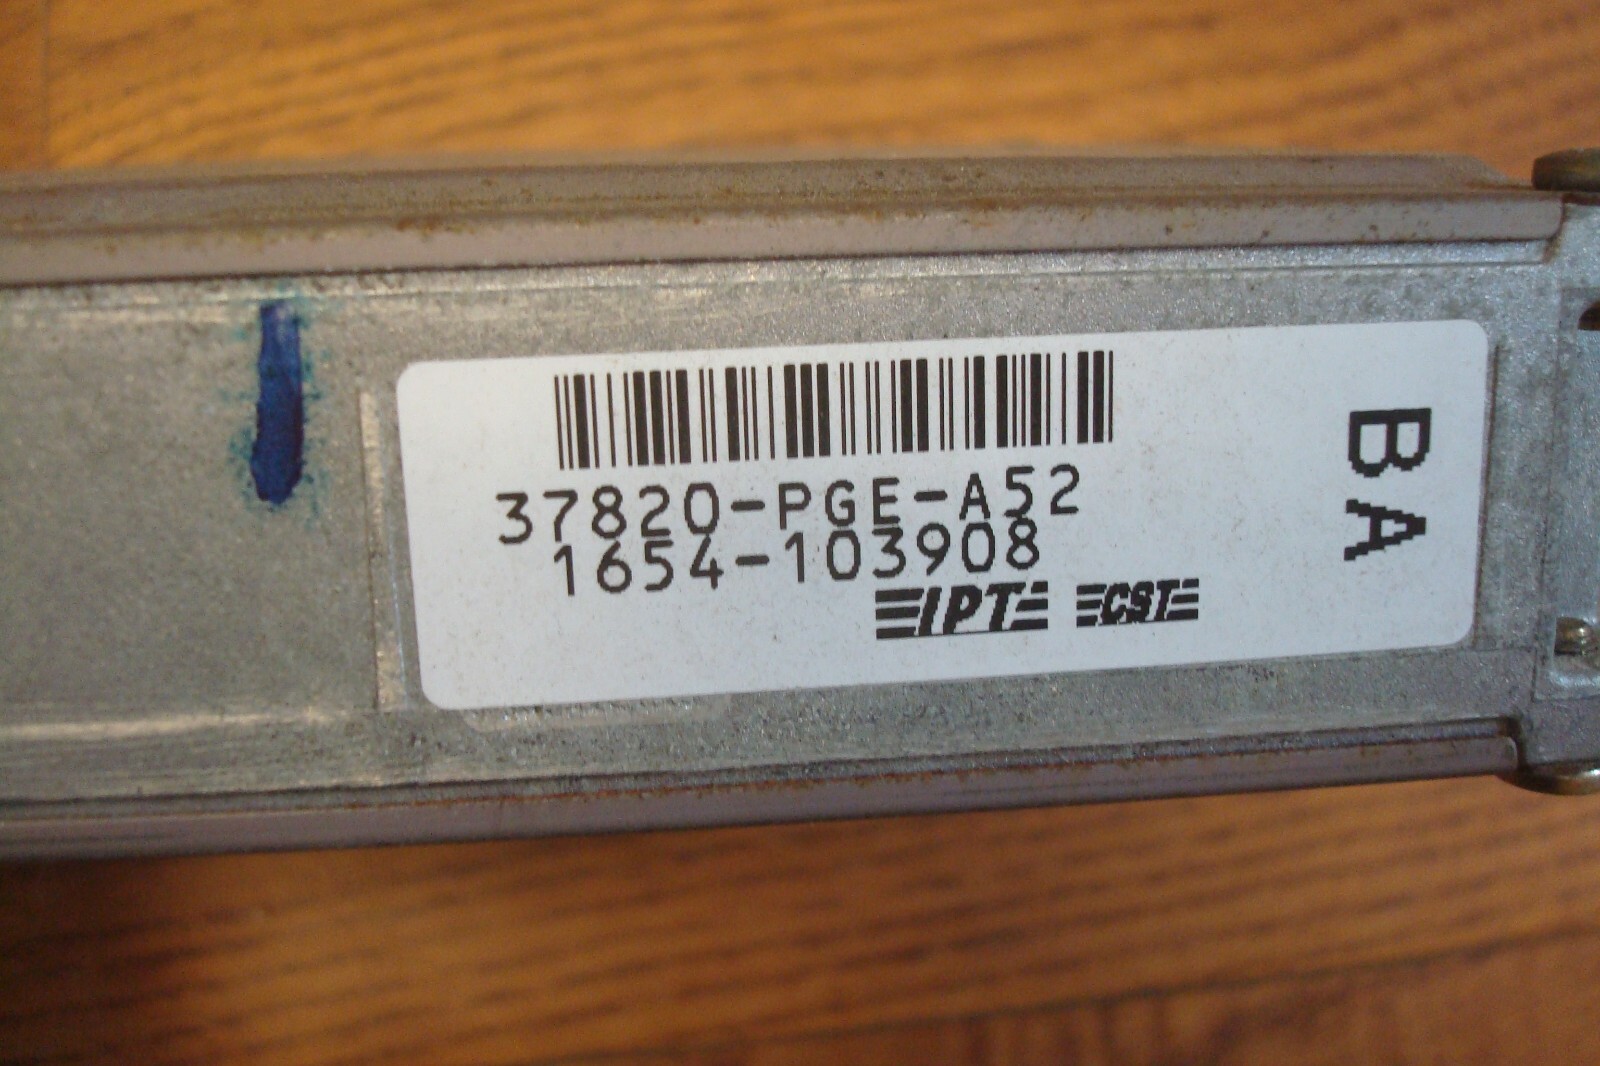 37820-PGE-A52
1654-103908
IPT CST
BA